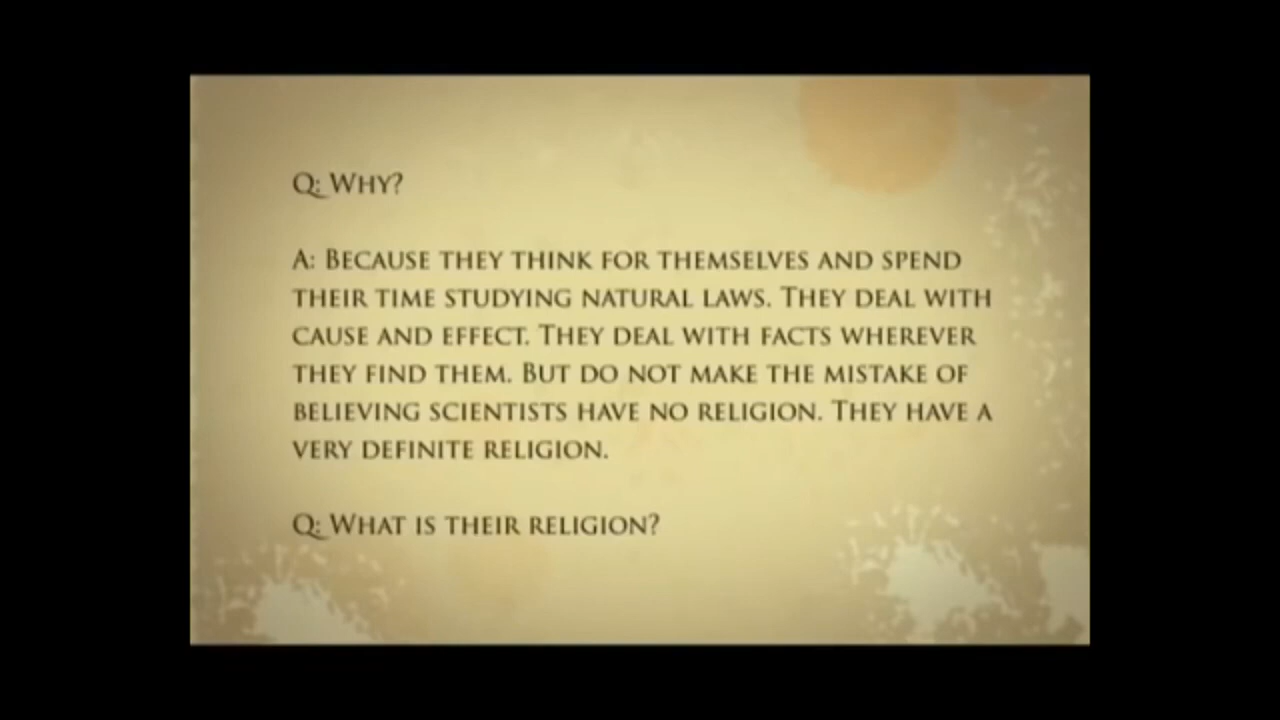 Q: Why?
A: Because they think for themselves and spend
their time studying natural laws. They deal with
cause and effect. They deal with facts wherever
they find them. But do not make the mistake of
believing scientists have no religion. They have a
very definite religion.
Q: What is their religion?